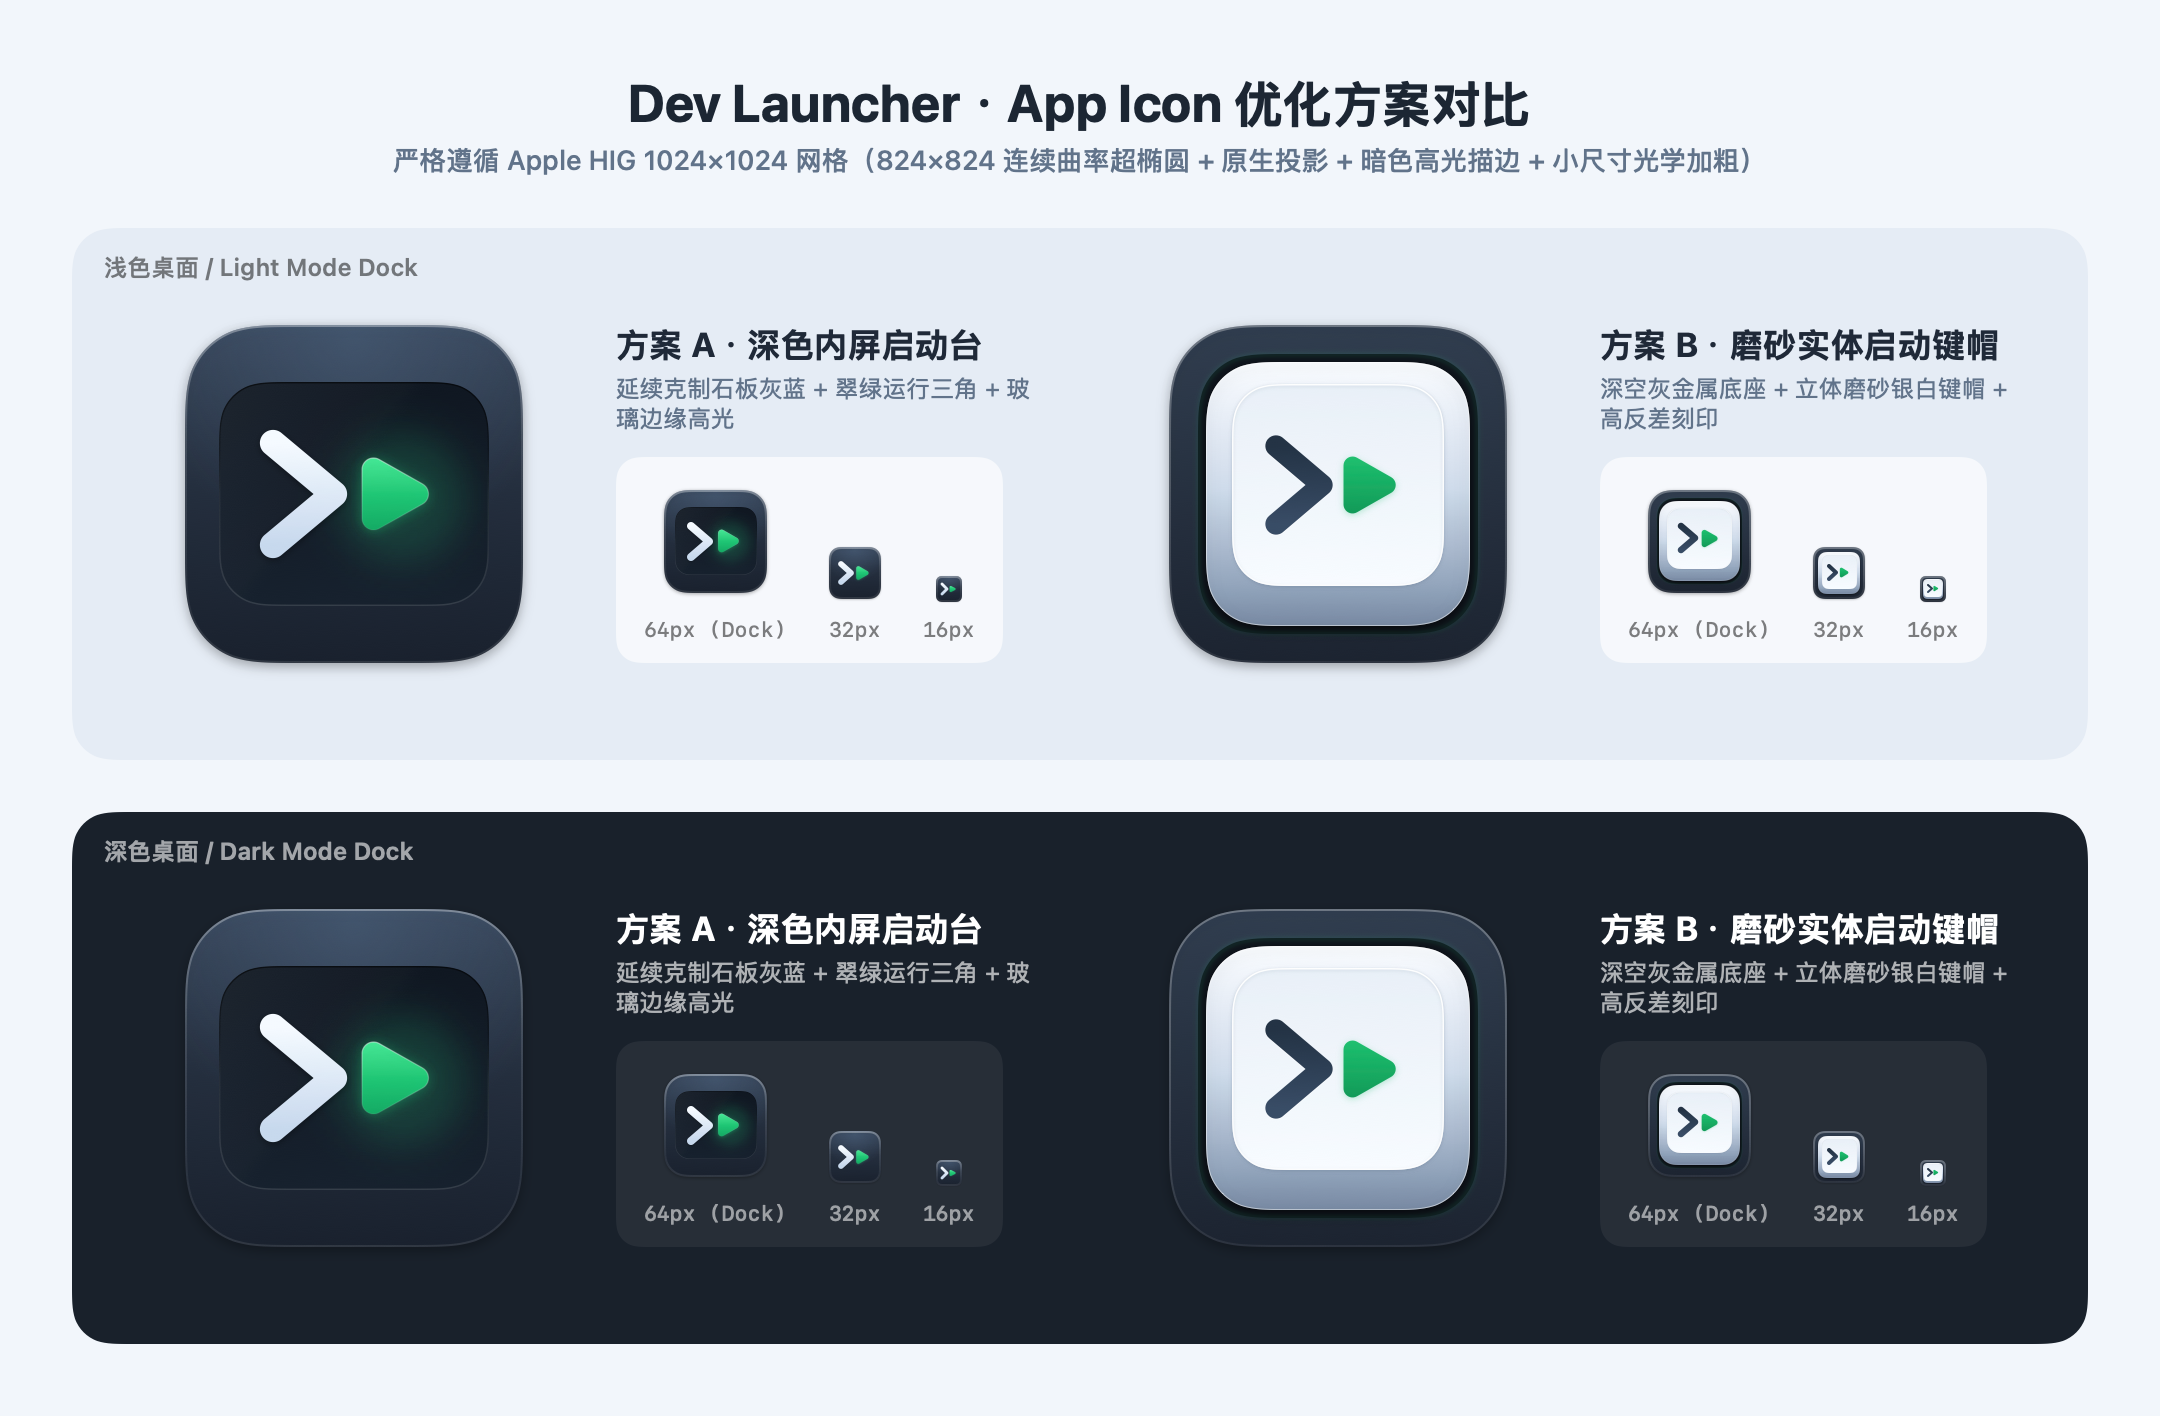 Dev Launcher · App Icon 优化方案对比
严格遵循 Apple HIG 1024×1024 网格（824×824 连续曲率超椭圆 + 原生投影 + 暗色高光描边 + 小尺寸光学加粗）
浅色桌面 / Light Mode Dock
方案 A · 深色内屏启动台
延续克制石板灰蓝 + 翠绿运行三角 + 玻
璃边缘高光
64px (Dock)
32px
16px
方案 B · 磨砂实体启动键帽
深空灰金属底座 + 立体磨砂银白键帽 +
高反差刻印
64px (Dock)
32px
16px
深色桌面 / Dark Mode Dock
方案 A · 深色内屏启动台
延续克制石板灰蓝 + 翠绿运行三角 + 玻
璃边缘高光
64px (Dock)
32px
16px
方案 B · 磨砂实体启动键帽
深空灰金属底座 + 立体磨砂银白键帽 +
高反差刻印
64px (Dock)
32px
16px